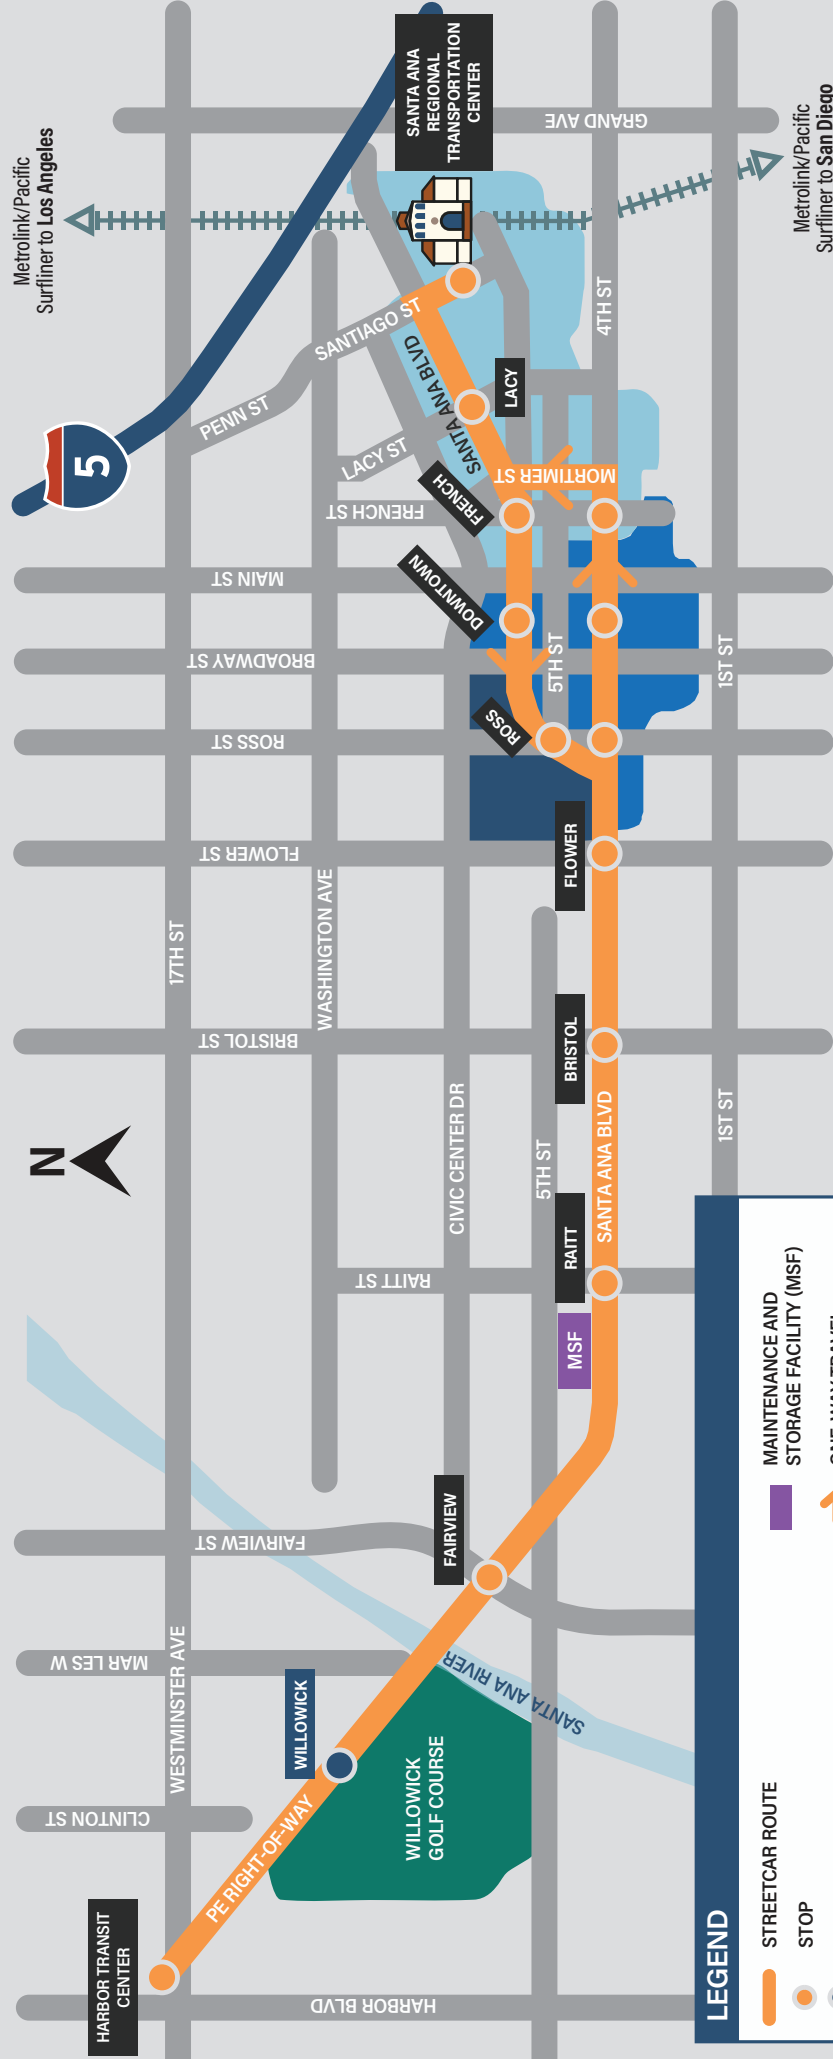 Metrolink/Pacific
Surfliner to Los Angeles
5
SANTA ANA
REGIONAL
TRANSPORTATION
CENTER
GRAND AVE
Metrolink/Pacific
Surfliner to San Diego
4TH ST
SANTIAGO ST
PENN ST
SANTA ANA BLVD
LACY
LACY ST
SANTA ANA BLVD
MORTIMER ST
FRENCH
FRENCH ST
MAIN ST
DOWNTOWN
BROADWAY ST
5TH ST
1ST ST
ROSS ST
ROSS
FLOWER ST
FLOWER
17TH ST
WASHINGTON AVE
BRISTOL ST
BRISTOL
N
CIVIC CENTER DR
5TH ST
SANTA ANA BLVD
1ST ST
RAITT ST
RAITT
MSF
FAIRVIEW ST
FAIRVIEW
MAR LES W
WESTMINSTER AVE
WILLOWICK
SANTA ANA RIVER
CLINTON ST
PE RIGHT-OF-WAY
WILLOWICK
GOLF COURSE
HARBOR TRANSIT
CENTER
HARBOR BLVD
LEGEND
STREETCAR ROUTE
STOP
MAINTENANCE AND
STORAGE FACILITY (MSF)